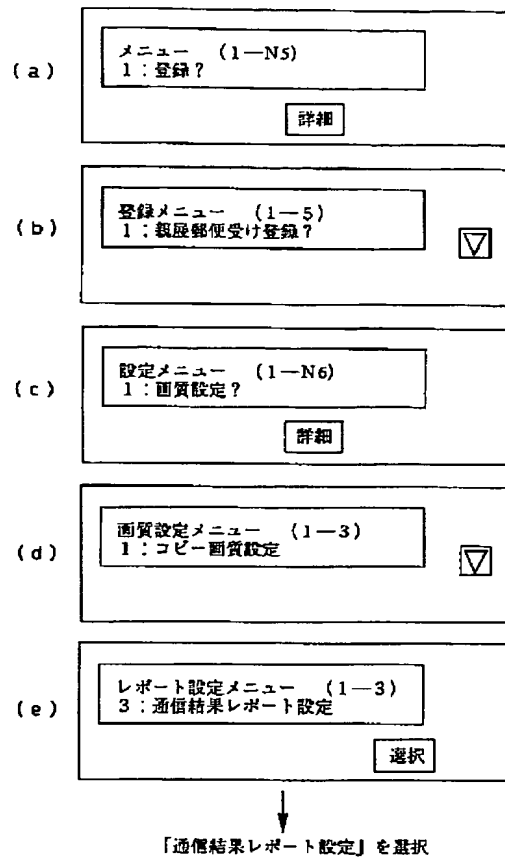 (a)
メニュー (1—N5)
1:登録?
詳細
(b)
登録メニュー (1—5)
1:親展郵便受け登録?
(c)
設定メニュー (1—N6)
1:画質設定?
詳細
(d)
画質設定メニュー (1—3)
1:コピー画質設定
(e)
レポート設定メニュー (1—3)
3:通信結果レポート設定
選択
「通信結果レポート設定」を選択